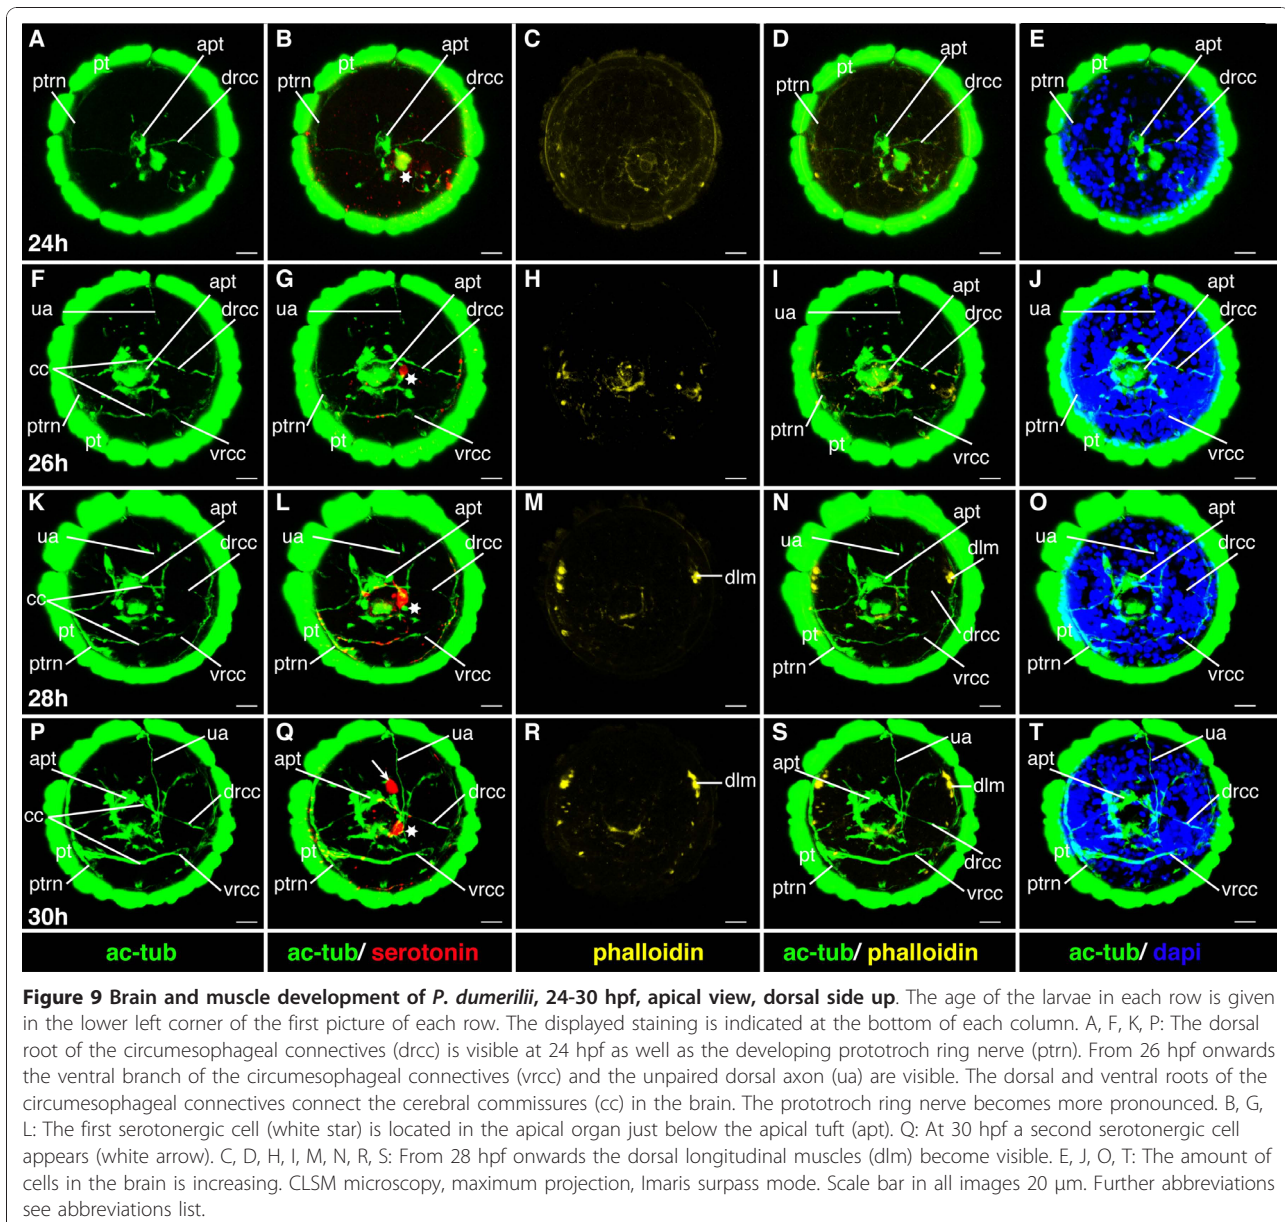 A
apt
pt
drcc
ptrn
24h
B
apt
pt
drcc
ptrn
C
D
apt
pt
drcc
ptrn
E
apt
pt
drcc
ptrn
F
apt
ua
drcc
cc
ptrn
pt
vrcc
26h
G
apt
ua
drcc
ptrn
pt
vrcc
H
I
apt
ua
drcc
ptrn
pt
vrcc
J
apt
ua
drcc
ptrn
pt
vrcc
K
apt
ua
drcc
cc
pt
ptrn
vrcc
28h
L
apt
ua
drcc
pt
ptrn
vrcc
M
dlm
N
apt
ua
dlm
pt
drcc
ptrn
vrcc
O
apt
ua
drcc
pt
ptrn
vrcc
P
ua
apt
drcc
cc
pt
ptrn
vrcc
30h
Q
ua
apt
drcc
pt
ptrn
vrcc
R
dlm
S
ua
apt
dlm
pt
drcc
ptrn
vrcc
T
ua
apt
drcc
pt
ptrn
vrcc
ac-tub
ac-tub/ serotonin
phalloidin
ac-tub/ phalloidin
ac-tub/ dapi
Figure 9 Brain and muscle development of P. dumerilii, 24-30 hpf, apical view, dorsal side up. The age of the larvae in each row is given
in the lower left corner of the first picture of each row. The displayed staining is indicated at the bottom of each column. A, F, K, P: The dorsal
root of the circumesophageal connectives (drcc) is visible at 24 hpf as well as the developing prototroch ring nerve (ptrn). From 26 hpf onwards
the ventral branch of the circumesophageal connectives (vrcc) and the unpaired dorsal axon (ua) are visible. The dorsal and ventral roots of the
circumesophageal connectives connect the cerebral commissures (cc) in the brain. The prototroch ring nerve becomes more pronounced. B, G,
L: The first serotonergic cell (white star) is located in the apical organ just below the apical tuft (apt). Q: At 30 hpf a second serotonergic cell
appears (white arrow). C, D, H, I, M, N, R, S: From 28 hpf onwards the dorsal longitudinal muscles (dlm) become visible. E, J, O, T: The amount of
cells in the brain is increasing. CLSM microscopy, maximum projection, Imaris surpass mode. Scale bar in all images 20 μm. Further abbreviations
see abbreviations list.